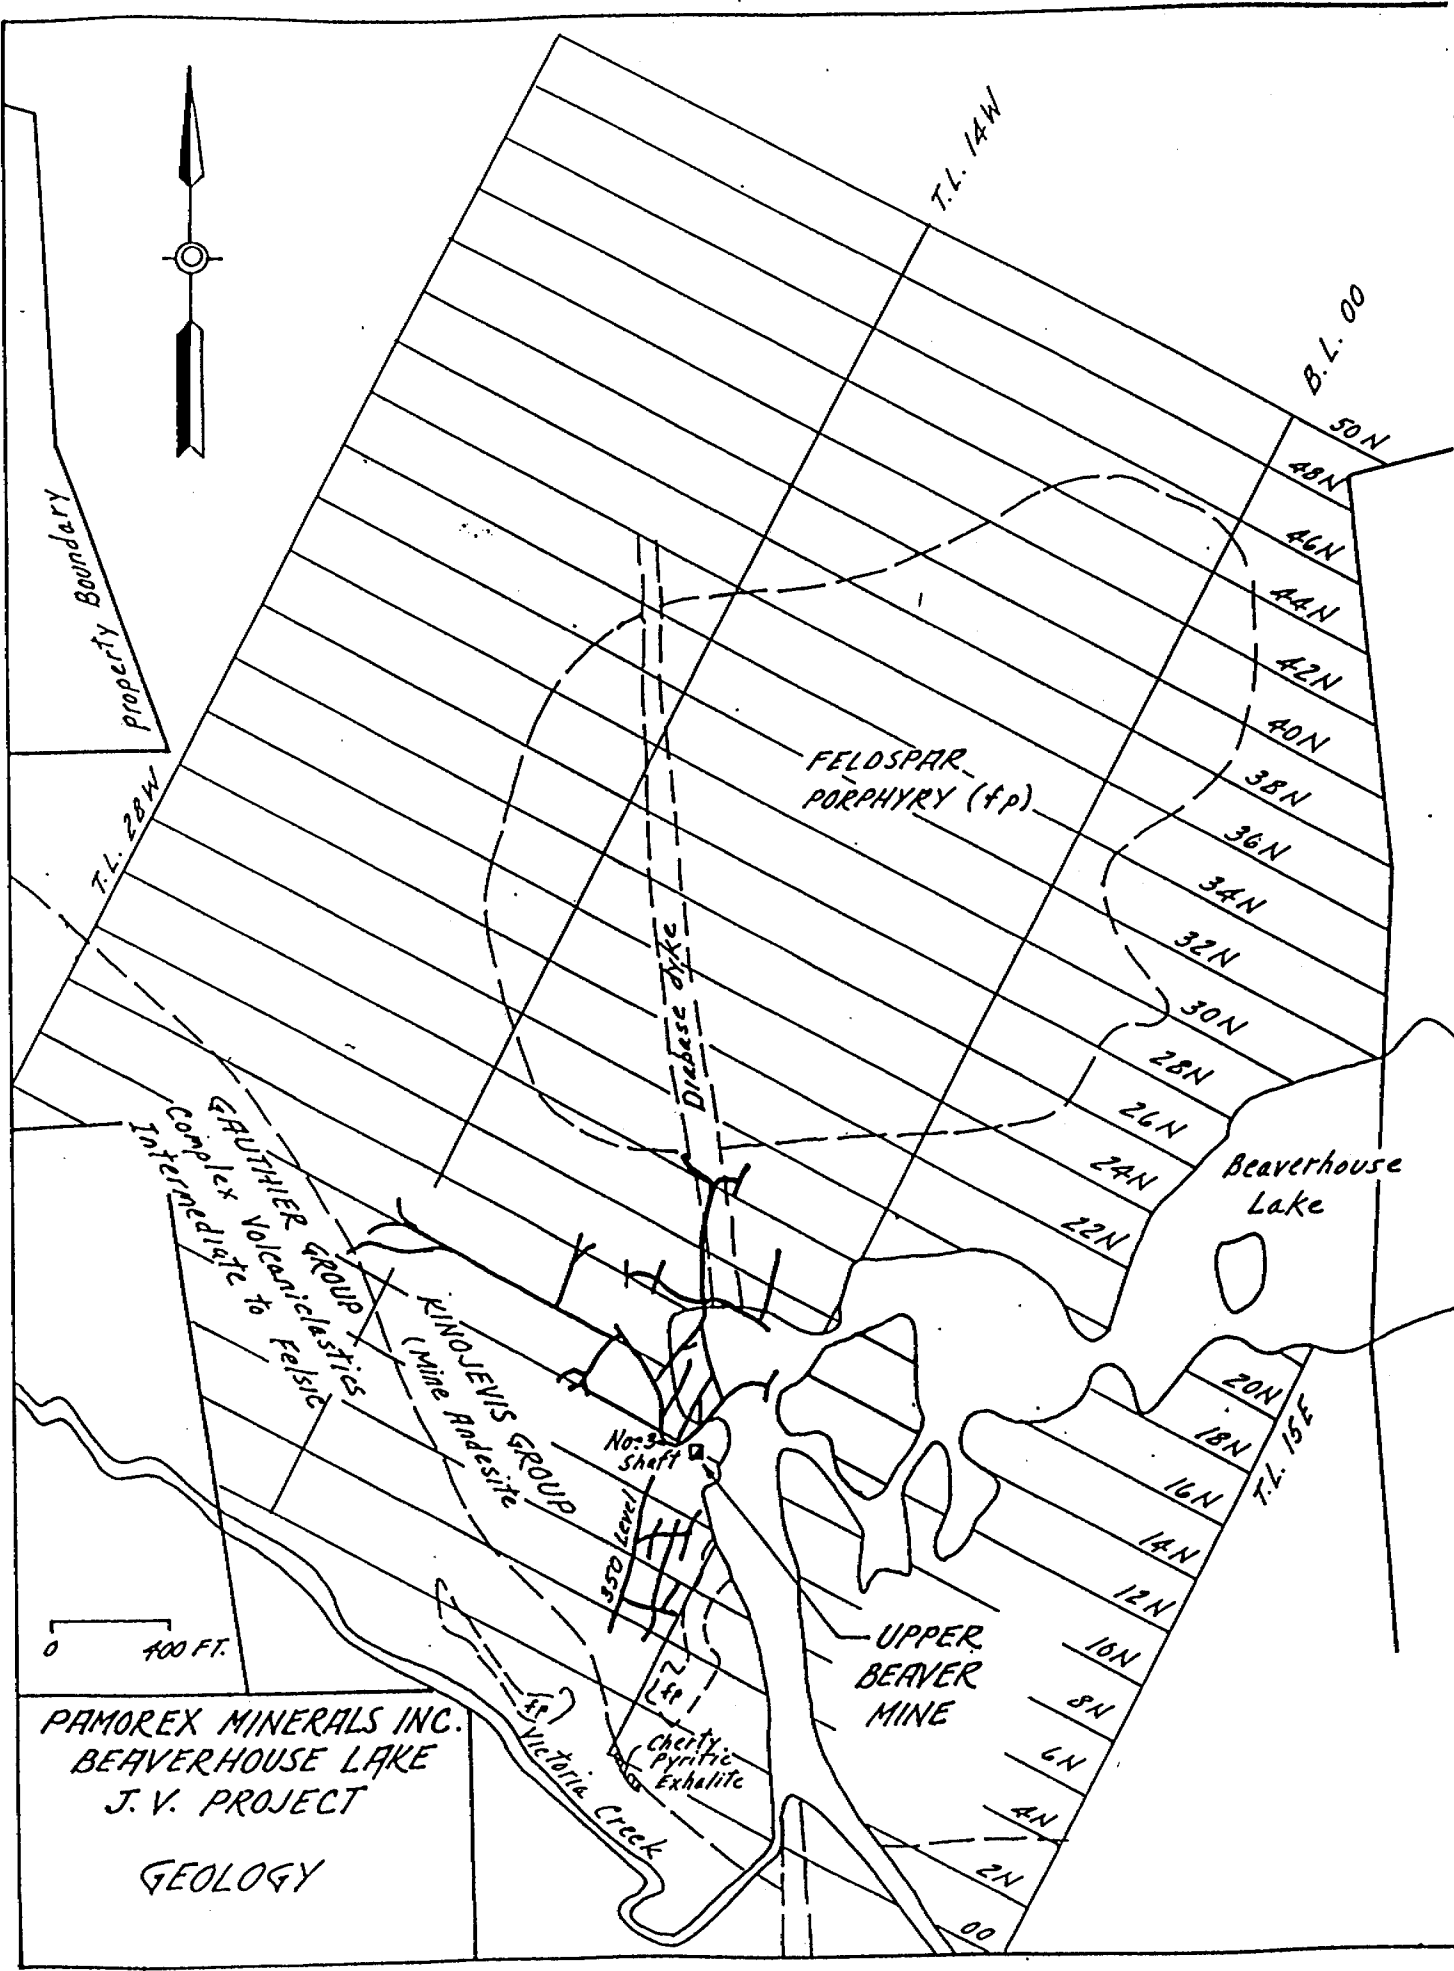 T.L. 14W
B.L. 00
50N
48N
46N
44N
42N
40N
38N
36N
34N
32N
30N
28N
26N
24N
22N
20N
18N
16N
14N
12N
10N
8N
6N
4N
2N
00
T.L. 15E
Property Boundary
T.L. 28W
FELDSPAR
PORPHYRY (fp)
Diabase dyke
Beaverhouse
Lake
GAUTHIER GROUP
Complex Volcaniclastics
Intermediate to Felsic
KINOJEVIS GROUP
(Mine Andesite
No. 3
Shaft
350 Level
UPPER
BEAVER
MINE
fp
fp
Cherty
Pyritic
Exhalite
Victoria Creek
0 400 FT.
PAMOREX MINERALS INC.
BEAVERHOUSE LAKE
J.V. PROJECT
GEOLOGY